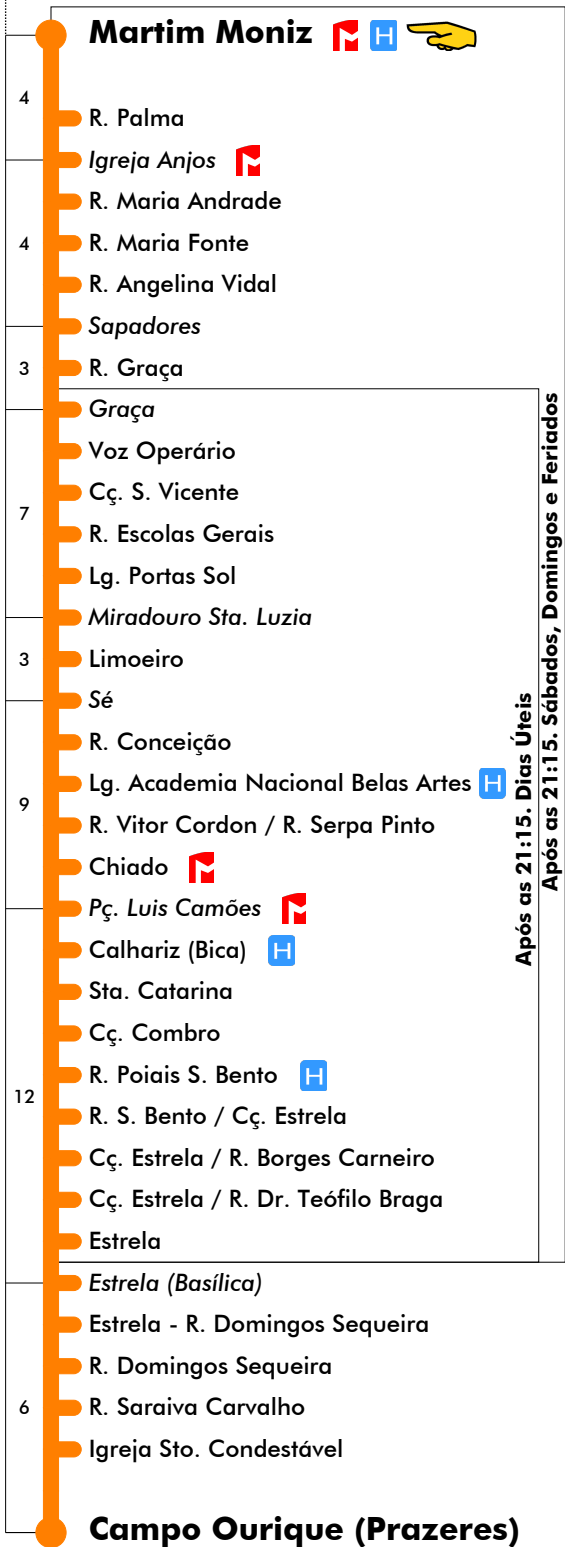 Martim Moniz H
4
R. Palma
Igreja Anjos
R. Maria Andrade
4
R. Maria Fonte
R. Angelina Vidal
Sapadores
3
R. Graça
Graça
Voz Operário
Cç. S. Vicente
7
R. Escolas Gerais
Lg. Portas Sol
Miradouro Sta. Luzia
3
Limoeiro
Sé
R. Conceição
Lg. Academia Nacional Belas Artes H
9
R. Vitor Cordon / R. Serpa Pinto
Chiado
Pç. Luis Camões
Calhariz (Bica) H
Sta. Catarina
Cç. Combro
R. Poiais S. Bento H
12
R. S. Bento / Cç. Estrela
Cç. Estrela / R. Borges Carneiro
Cç. Estrela / R. Dr. Teófilo Braga
Estrela
Estrela (Basílica)
Estrela - R. Domingos Sequeira
R. Domingos Sequeira
6
R. Saraiva Carvalho
Igreja Sto. Condestável
Campo Ourique (Prazeres)
Após as 21:15. Dias Úteis
Após as 21:15. Sábados, Domingos e Feriados